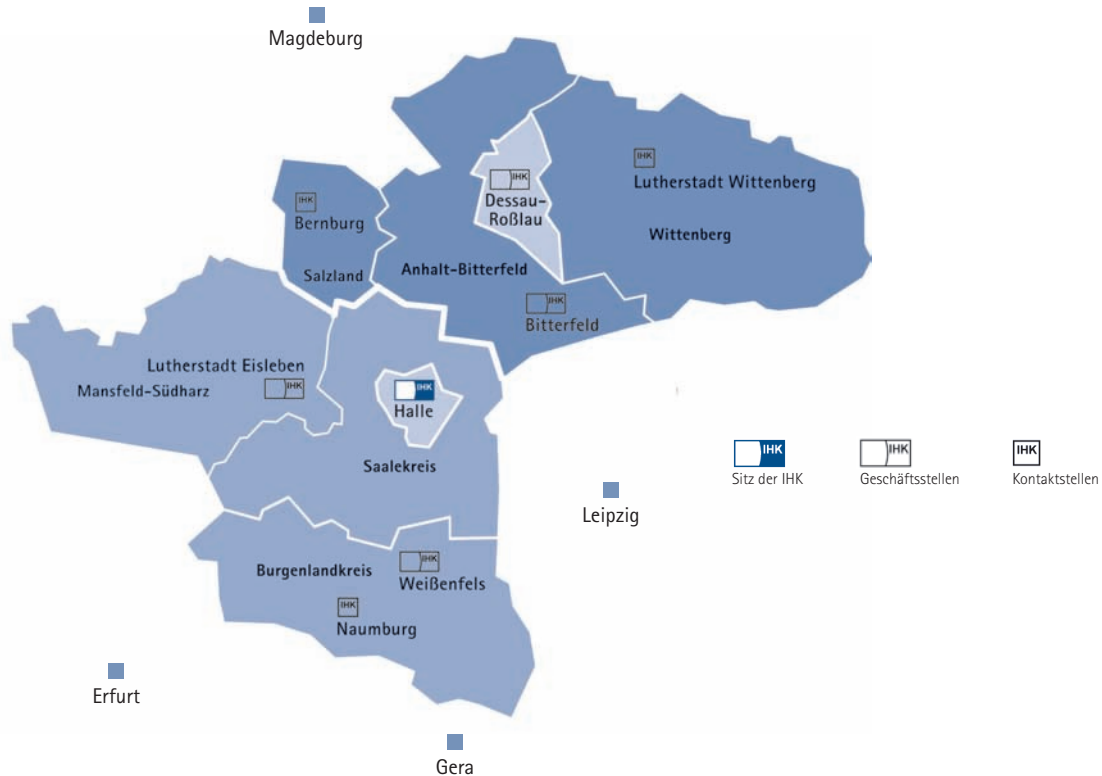 Magdeburg
IHK
Lutherstadt Wittenberg
IHK
Dessau-
Roßlau
IHK
Bernburg
Wittenberg
Anhalt-Bitterfeld
Salzland
IHK
Bitterfeld
Lutherstadt Eisleben
Mansfeld-Südharz
IHK
IHK
Halle
Saalekreis
IHK
Sitz der IHK
IHK
Geschäftsstellen
IHK
Kontaktstellen
Leipzig
Burgenlandkreis
IHK
Weißenfels
IHK
Naumburg
Erfurt
Gera